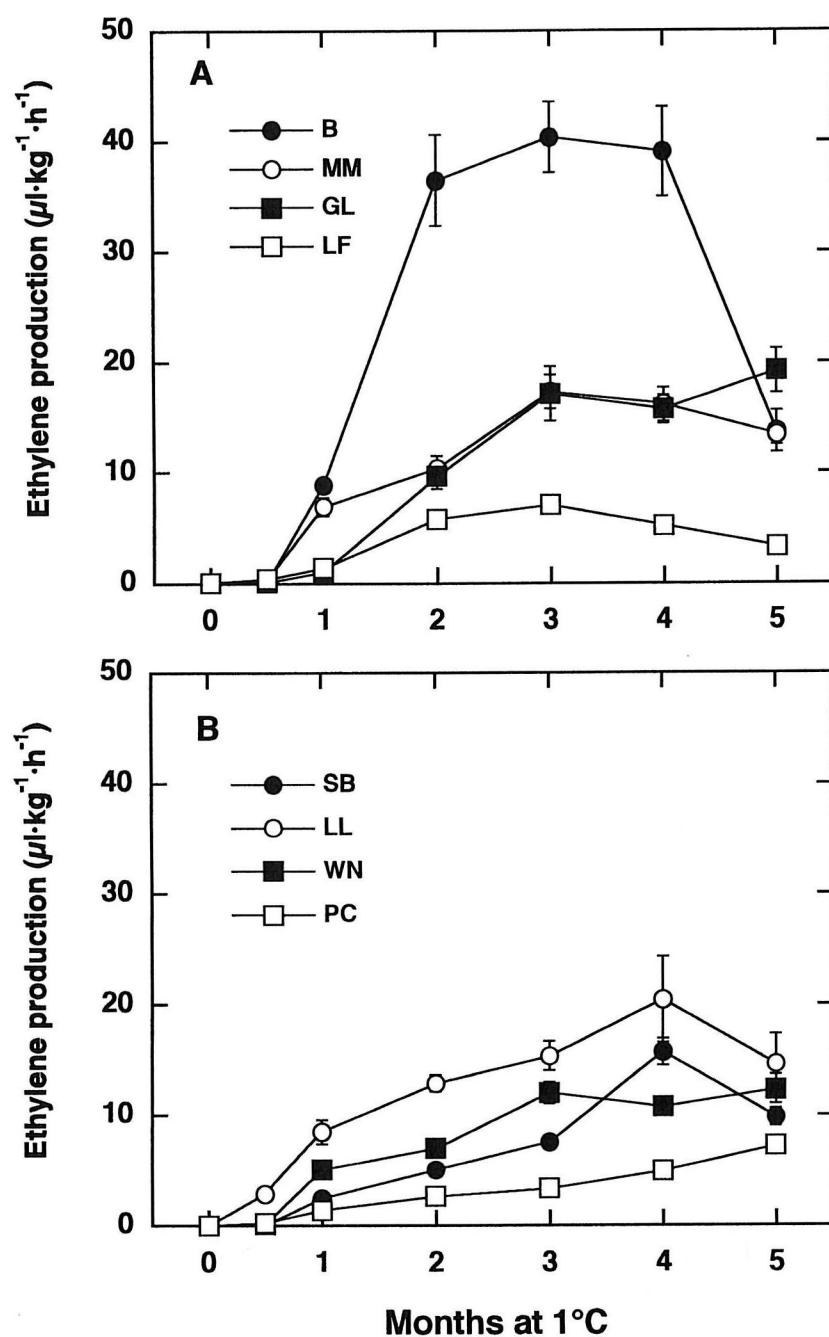 50
A
B
MM
GL
LF
40
30
20
10
0
Ethylene production (µl·kg⁻¹·h⁻¹)
0 1 2 3 4 5
50
B
SB
LL
WN
PC
40
30
20
10
0
Ethylene production (µl·kg⁻¹·h⁻¹)
0 1 2 3 4 5
Months at 1°C